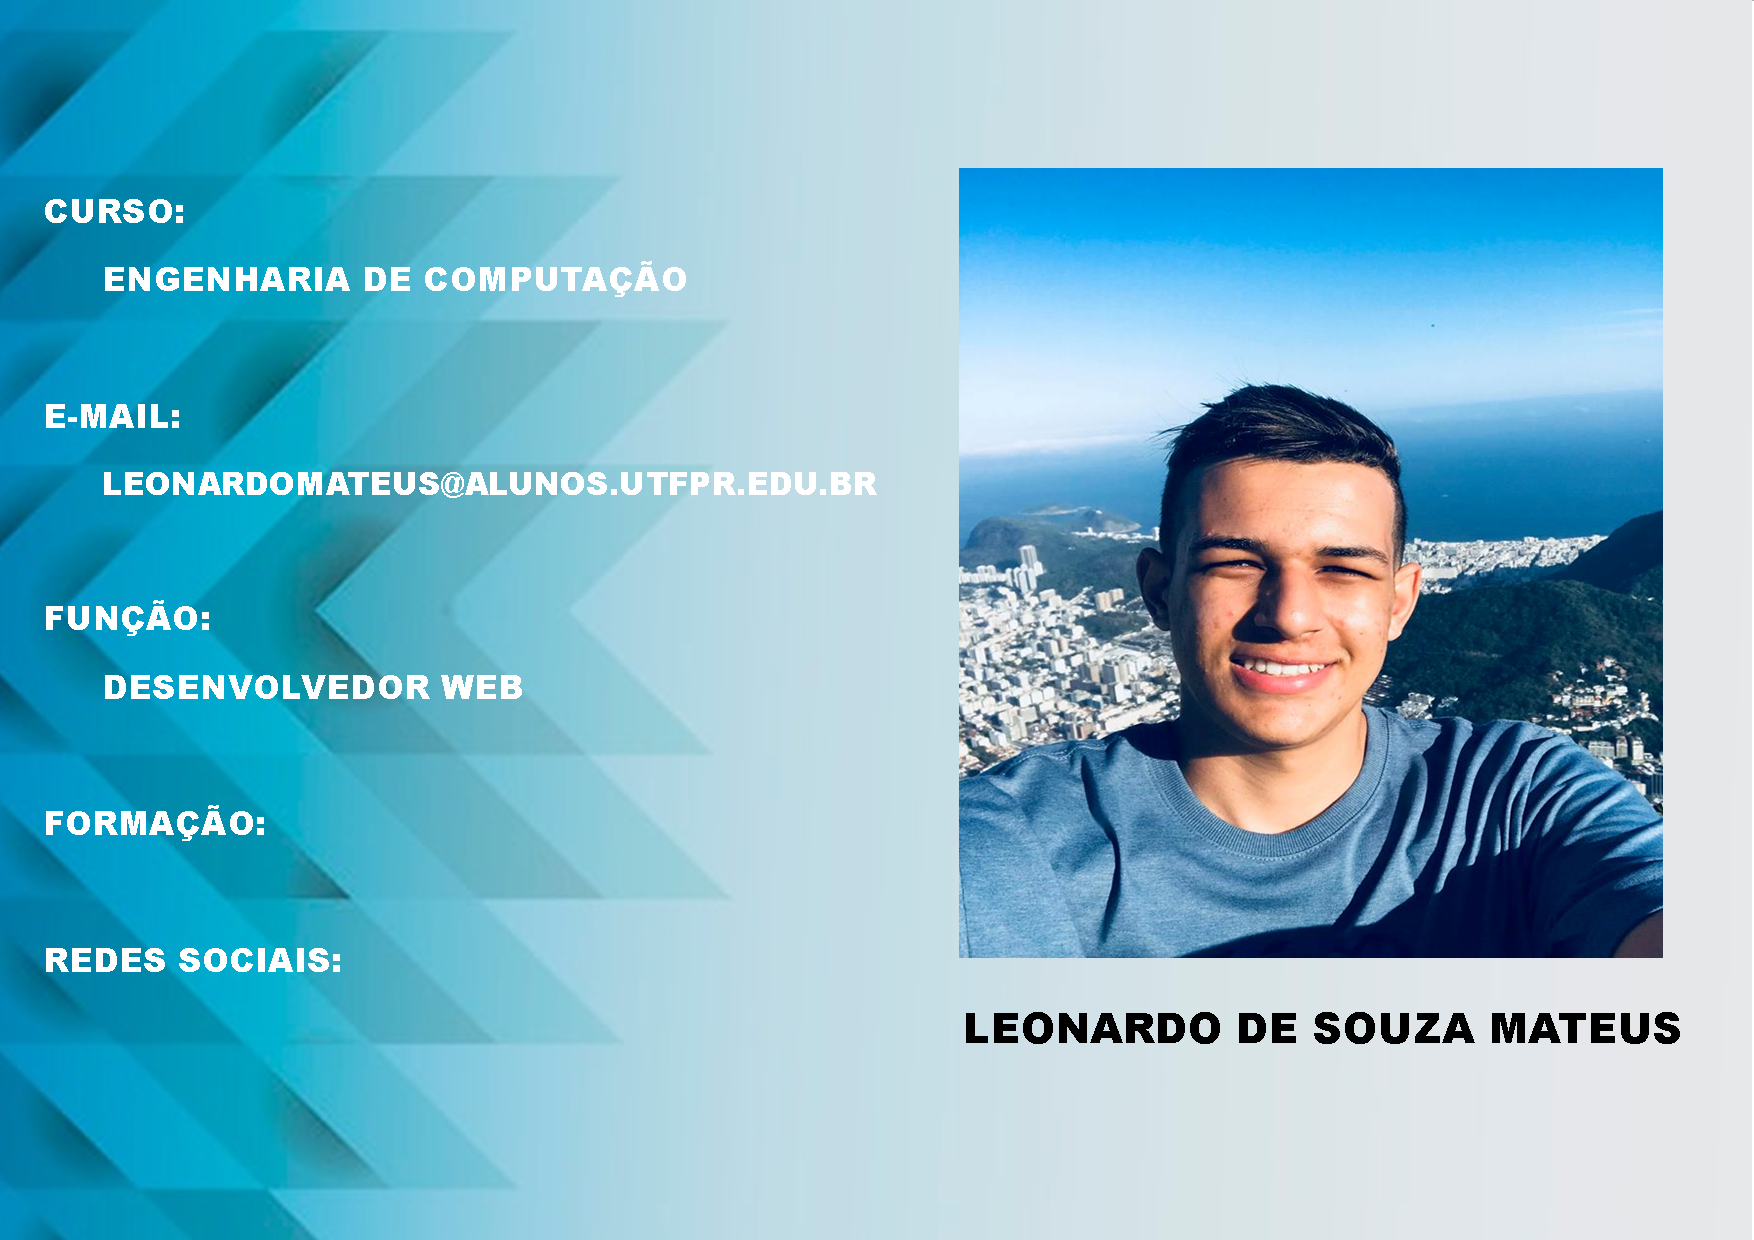 CURSO:
ENGENHARIA DE COMPUTAÇÃO
E-MAIL:
LEONARDOMATEUS@ALUNOS.UTFPR.EDU.BR
FUNÇÃO:
DESENVOLVEDOR WEB
FORMAÇÃO:
REDES SOCIAIS:
LEONARDO DE SOUZA MATEUS